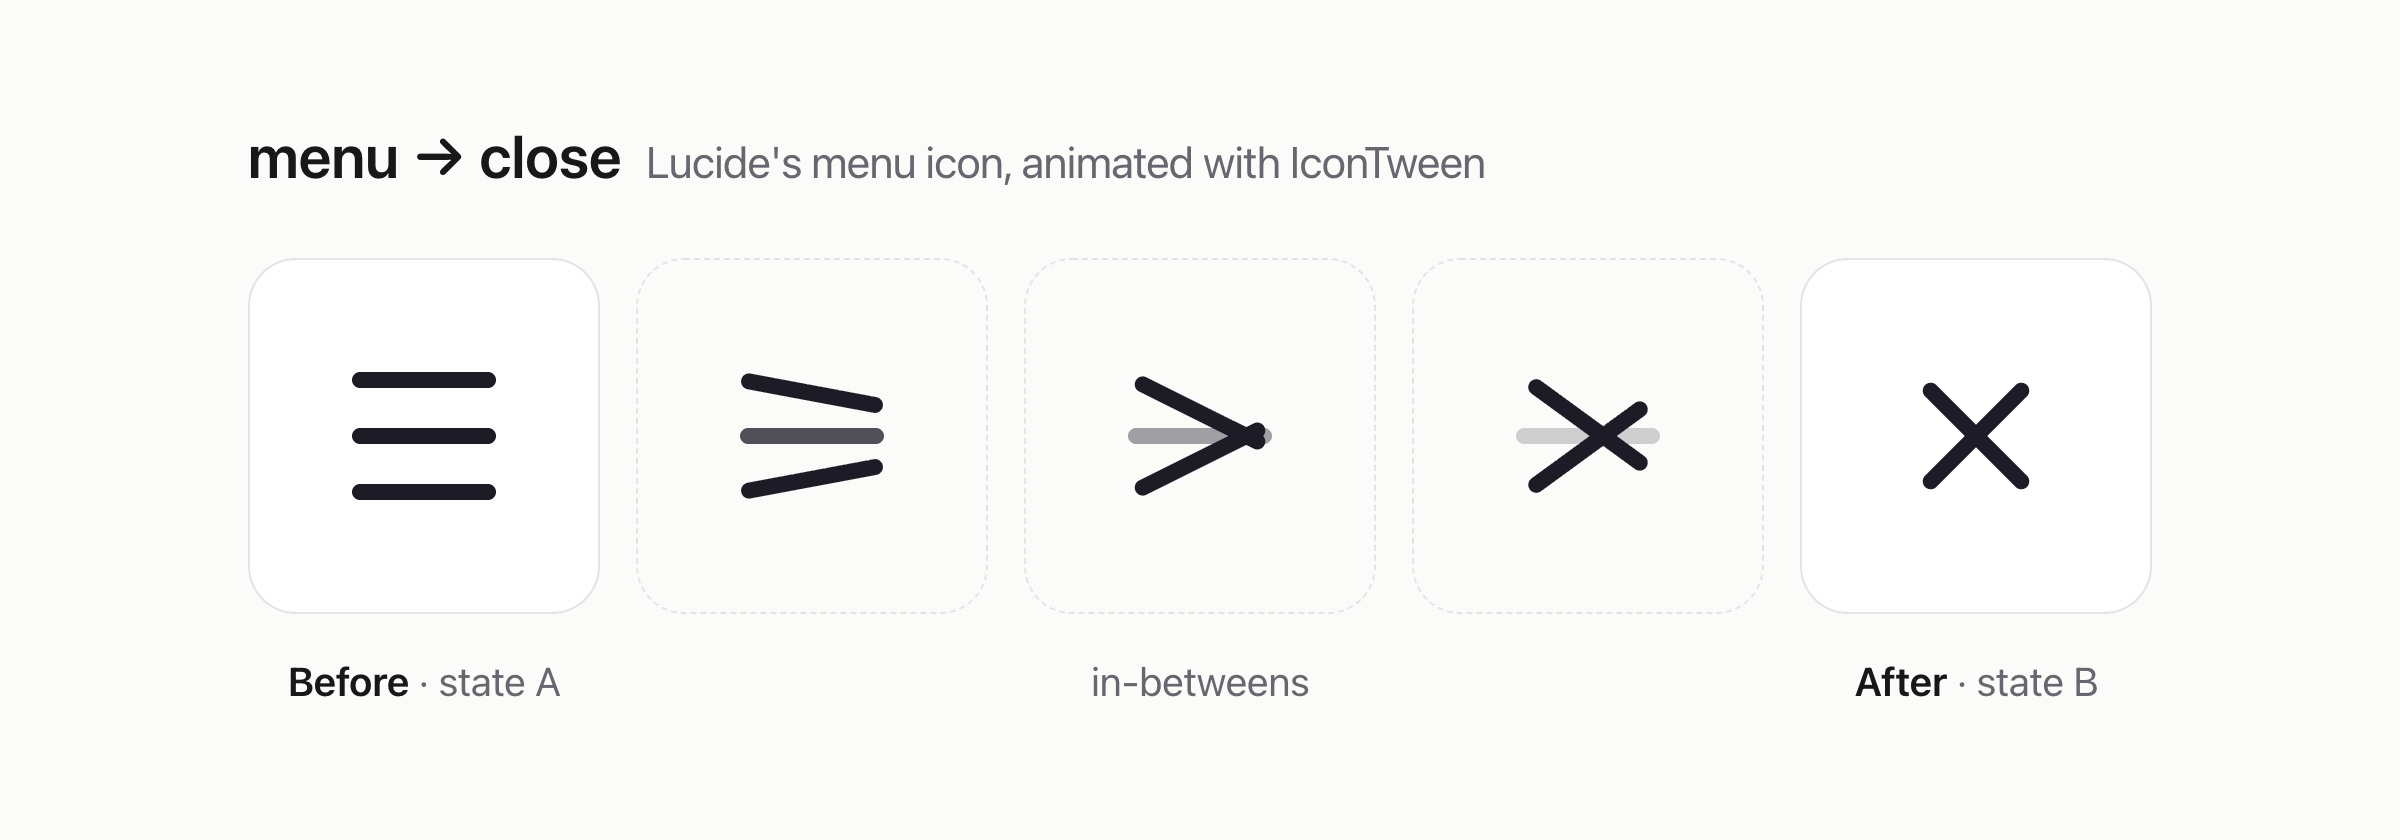 menu → close Lucide's menu icon, animated with IconTween
Before · state A
in-betweens
After · state B